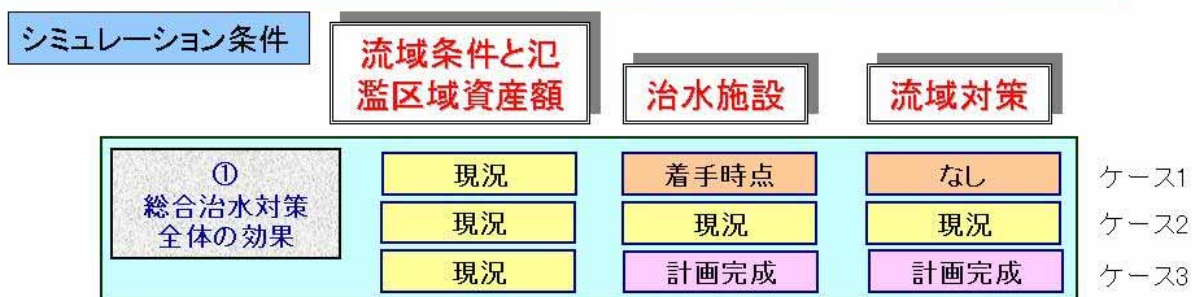 シミュレーション条件
流域条件と氾
濫区域資産額
治水施設
流域対策
①
総合治水対策
全体の効果
現況
着手時点
なし
ケース1
現況
現況
現況
ケース2
現況
計画完成
計画完成
ケース3